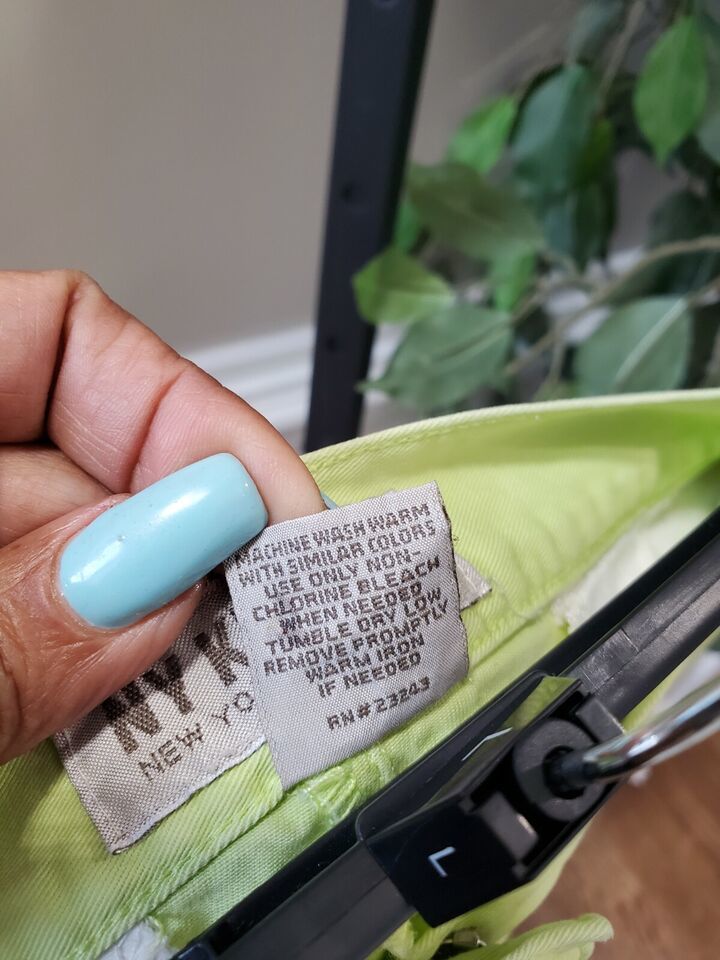 MACHINE WASH WARM
WITH SIMILAR COLORS
USE ONLY NON-
CHLORINE BLEACH
WHEN NEEDED
TUMBLE DRY LOW
REMOVE PROMPTLY
WARM IRON
IF NEEDED
RN# 23243
NY
NEW YO
L